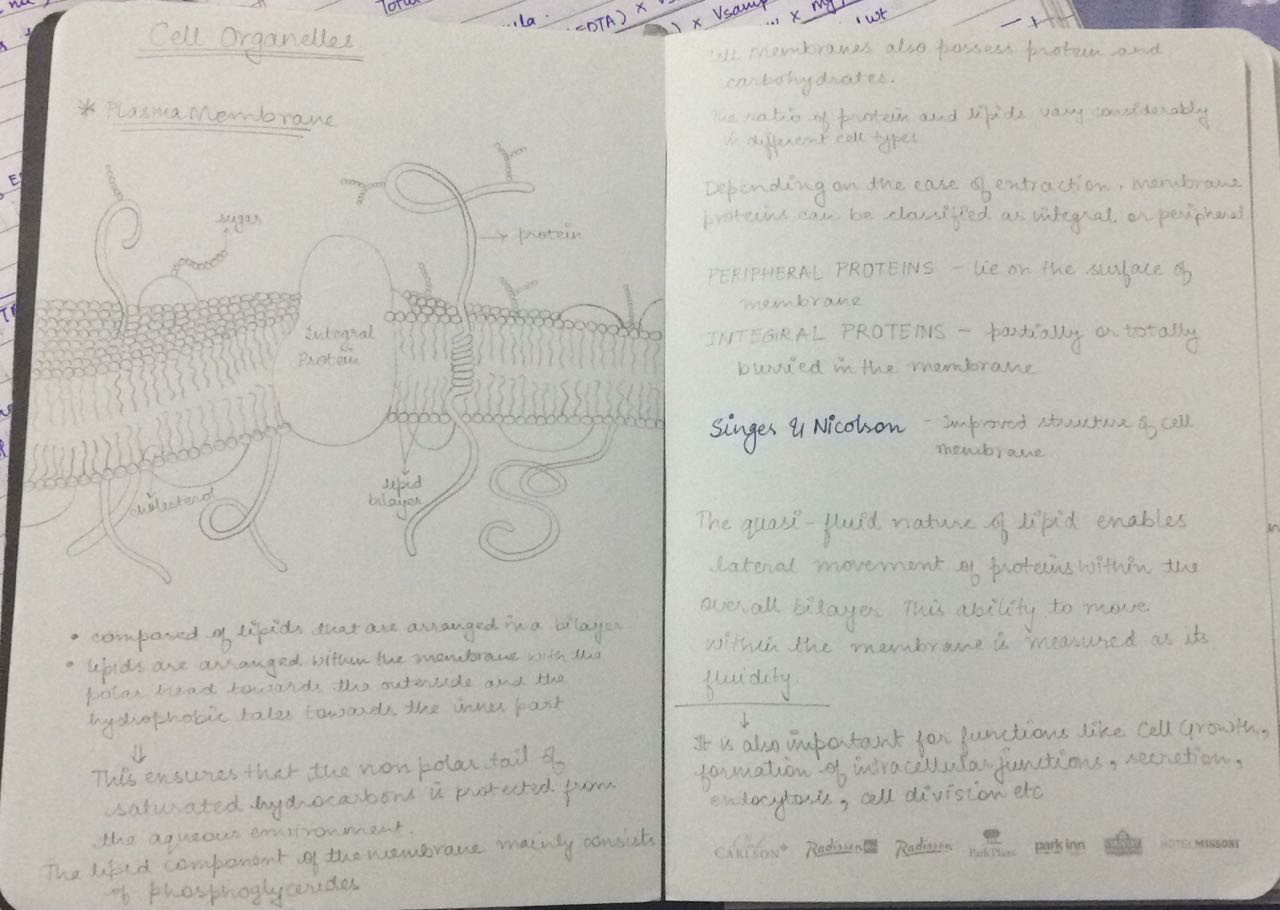 Total
EDTA) x V
) x Vsamp
x mg
wt
Cell Organelles
* Plasma Membrane
sugar
→ protein
Integral
Protein
cholesterol
lipid
bilayer
• compared of lipids that are arranged in a bilayer
• lipids are arranged within the membrane with the
polar head towards the outerside and the
hydrophobic tales towards the inner part
⇓
This ensures that the non polar tail of
saturated hydrocarbons is protected from
the aqueous environment.
The lipid component of the membrane mainly consists
of phosphoglycerides
membranes also possess protein and
carbohydrates.
The ratio of protein and lipids vary considerably
in different cell types
Depending on the ease of extraction, membrane
proteins can be classified as integral or peripheral
PERIPHERAL PROTEINS - lie on the surface of
membrane
INTEGRAL PROTEINS - partially or totally
burried in the membrane
Singes & Nicolson - Improved structure of cell
membrane
The quasi-fluid nature of lipid enables
lateral movement of proteins within the
overall bilayer. This ability to move
within the membrane is measured as its
fluidity.
↓
It is also important for functions like cell growth,
formation of intracellular junctions, secretion,
endocytosis, cell division etc
CARLSON Radisson Radisson Park Plaza park inn HOTEL MISSONI